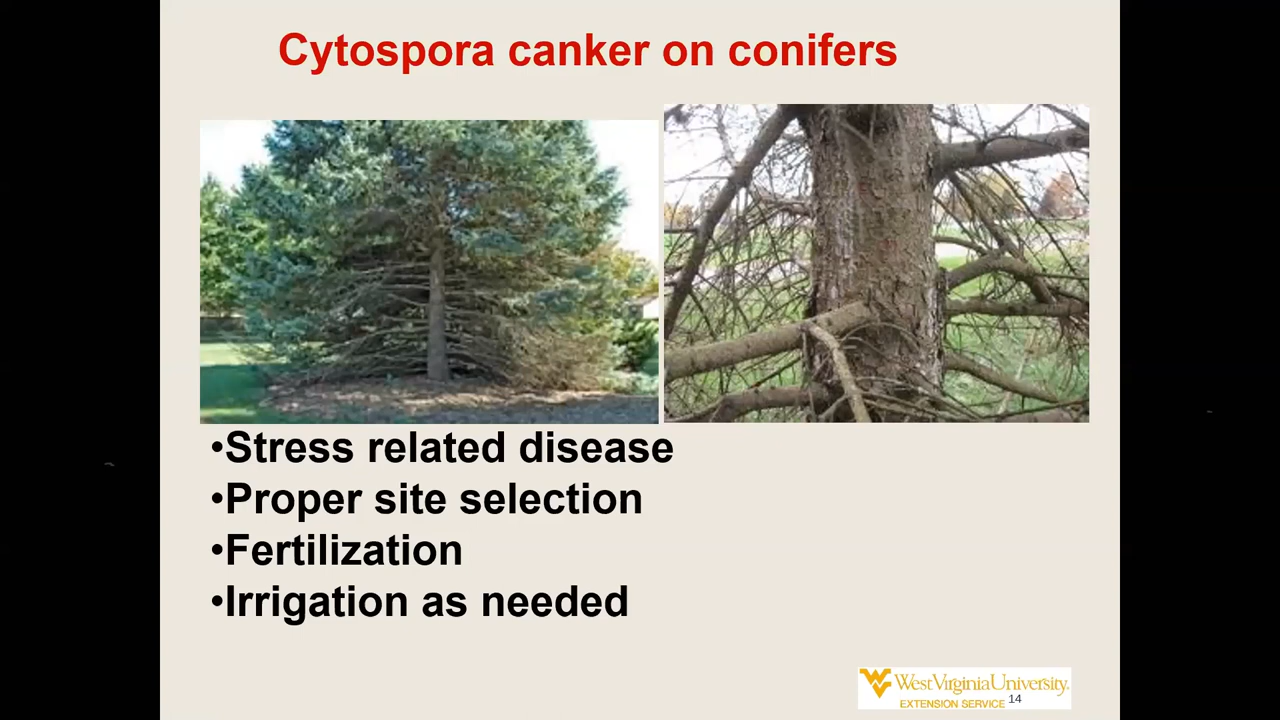 Cytospora canker on conifers
•Stress related disease
•Proper site selection
•Fertilization
•Irrigation as needed
WestVirginiaUniversity.
EXTENSION SERVICE 14